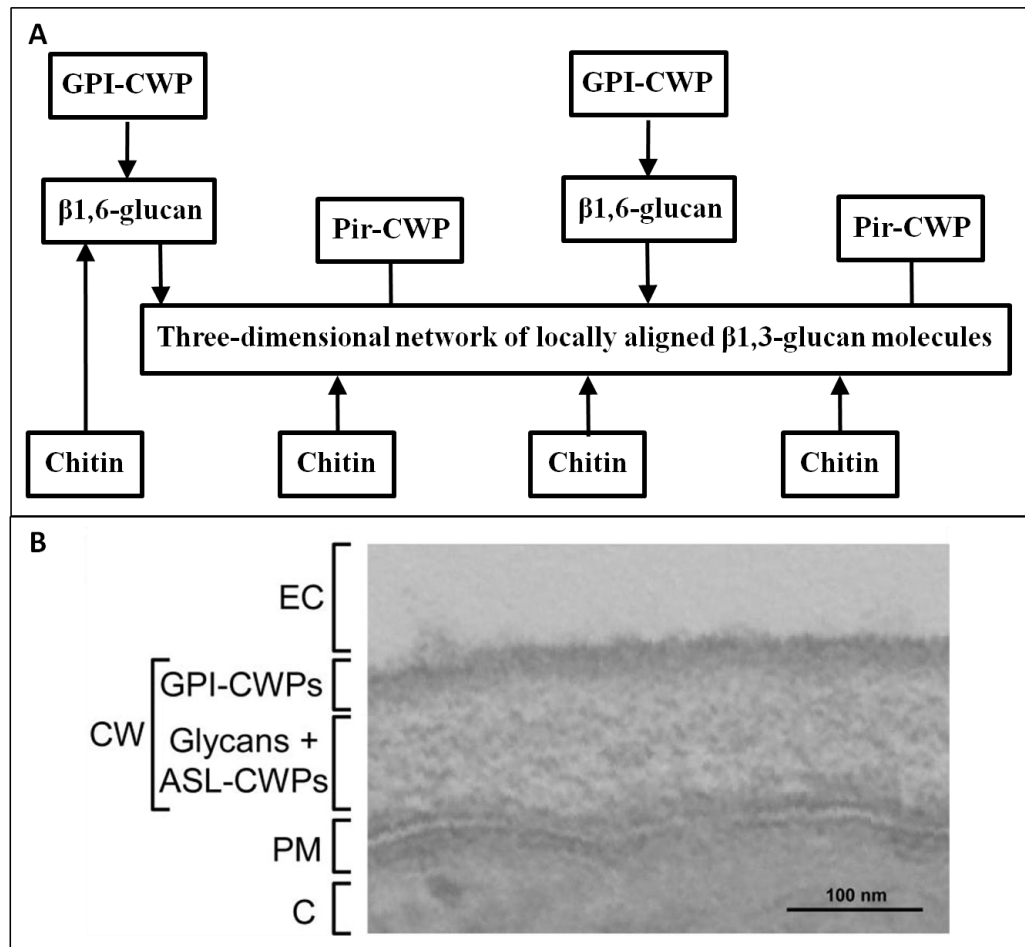 A
GPI-CWP
GPI-CWP
β1,6-glucan
β1,6-glucan
Pir-CWP
Pir-CWP
Three-dimensional network of locally aligned β1,3-glucan molecules
Chitin
Chitin
Chitin
Chitin
B
EC
GPI-CWPs
CW
Glycans +
ASL-CWPs
PM
C
100 nm